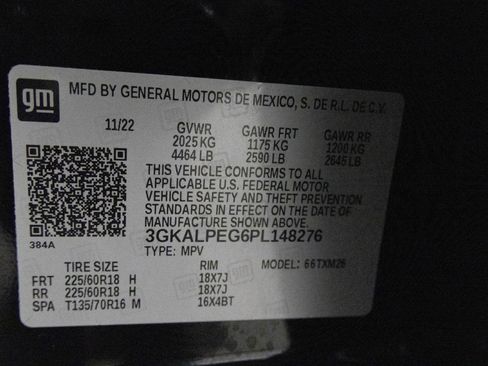 gm
MFD BY GENERAL MOTORS DE MEXICO, S. DE R.L. DE C.V.
11/22 GVWR GAWR FRT GAWR RR
2025 KG 1175 KG 1200 KG
4464 LB 2590 LB 2645 LB
THIS VEHICLE CONFORMS TO ALL
APPLICABLE U.S. FEDERAL MOTOR
VEHICLE SAFETY AND THEFT PREVENTION
STANDARDS IN EFFECT ON THE DATE OF
MANUFACTURE SHOWN ABOVE.
384A
3GKALPEG6PL148276
TYPE: MPV MODEL: 66TXM26
TIRE SIZE RIM
FRT 225/60R18 H 18X7J
RR 225/60R18 H 18X7J
SPA T135/70R16 M 16X4BT